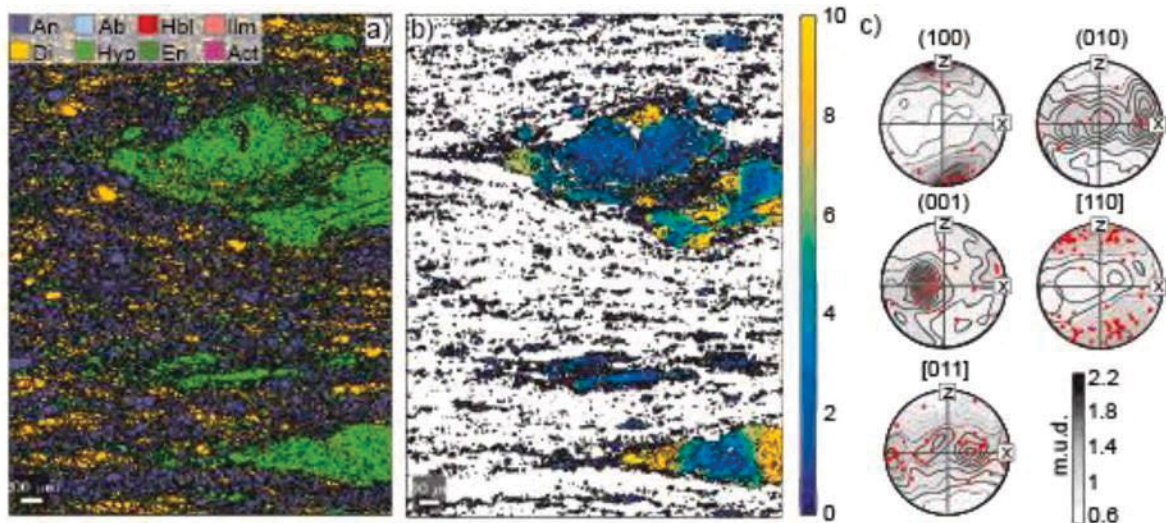 An Ab Hbl Ilm a)
Di Hyp En Act
b)
10
8
6
4
2
0
c)
(100) (010)
Z
X
Z
X
(001) [110]
Z
X
Z
X
[011]
Z
X
2.2
1.8
1.4
1
0.6
m.u.d.